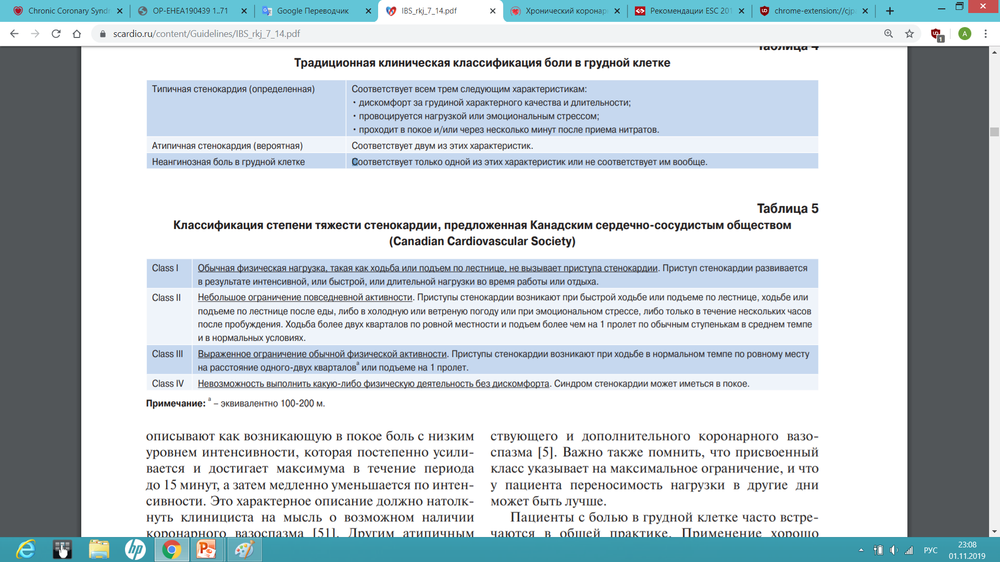 Chronic Coronary Synd
OP-EHEA190439 1..71
Google Переводчик
IBS_rkj_7_14.pdf
Хронический коронар
Рекомендации ESC 201
chrome-extension://cjpa
scardio.ru/content/Guidelines/IBS_rkj_7_14.pdf
1
A
Таблица 4
Традиционная клиническая классификация боли в грудной клетке
Типичная стенокардия (определенная)
Соответствует всем трем следующим характеристикам:
• дискомфорт за грудиной характерного качества и длительности;
• провоцируется нагрузкой или эмоциональным стрессом;
• проходит в покое и/или через несколько минут после приема нитратов.
Атипичная стенокардия (вероятная)
Соответствует двум из этих характеристик.
Неангинозная боль в грудной клетке
Соответствует только одной из этих характеристик или не соответствует им вообще.
Таблица 5
Классификация степени тяжести стенокардии, предложенная Канадским сердечно-сосудистым обществом
(Canadian Cardiovascular Society)
Class I
Обычная физическая нагрузка, такая как ходьба или подъем по лестнице, не вызывает приступа стенокардии. Приступ стенокардии развивается
в результате интенсивной, или быстрой, или длительной нагрузки во время работы или отдыха.
Class II
Небольшое ограничение повседневной активности. Приступы стенокардии возникают при быстрой ходьбе или подъеме по лестнице, ходьбе или
подъеме по лестнице после еды, либо в холодную или ветреную погоду или при эмоциональном стрессе, либо только в течение нескольких часов
после пробуждения. Ходьба более двух кварталов по ровной местности и подъем более чем на 1 пролет по обычным ступенькам в среднем темпе
и в нормальных условиях.
Class III
Выраженное ограничение обычной физической активности. Приступы стенокардии возникают при ходьбе в нормальном темпе по ровному месту
на расстояние одного-двух кварталовᵃ или подъеме на 1 пролет.
Class IV
Невозможность выполнить какую-либо физическую деятельность без дискомфорта. Синдром стенокардии может иметься в покое.
Примечание: ᵃ – эквивалентно 100-200 м.
описывают как возникающую в покое боль с низким
уровнем интенсивности, которая постепенно усили-
вается и достигает максимума в течение периода
до 15 минут, а затем медленно уменьшается по интен-
сивности. Это характерное описание должно натолк-
нуть клинициста на мысль о возможном наличии
коронарного вазоспазма [51]. Другим атипичным
ствующего и дополнительного коронарного вазо-
спазма [5]. Важно также помнить, что присвоенный
класс указывает на максимальное ограничение, и что
у пациента переносимость нагрузки в другие дни
может быть лучше.
Пациенты с болью в грудной клетке часто встре-
чаются в общей практике. Применение хорошо
РУС
23:08
01.11.2019